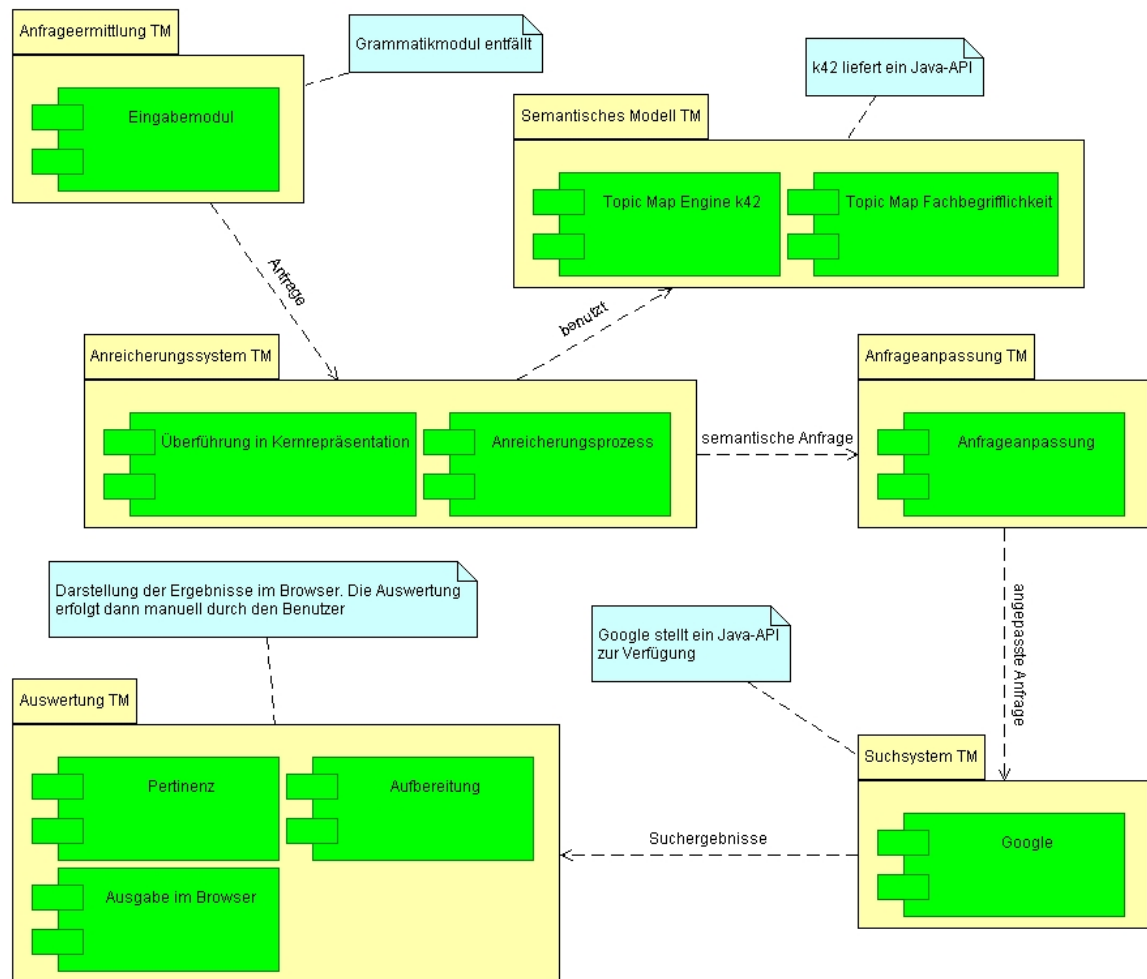 Anfrageermittlung TM
Grammatikmodul entfällt
Eingabemodul
k42 liefert ein Java-API
Semantisches Modell TM
Topic Map Engine k42
Topic Map Fachbegrifflichkeit
Anfrage
benutzt
Anreicherungssystem TM
Überführung in Kernrepräsentation
Anreicherungsprozess
semantische Anfrage
Anfrageanpassung TM
Anfrageanpassung
angepasste Anfrage
Darstellung der Ergebnisse im Browser. Die Auswertung
erfolgt dann manuell durch den Benutzer
Google stellt ein Java-API
zur Verfügung
Auswertung TM
Pertinenz
Aufbereitung
Ausgabe im Browser
Suchergebnisse
Suchsystem TM
Google